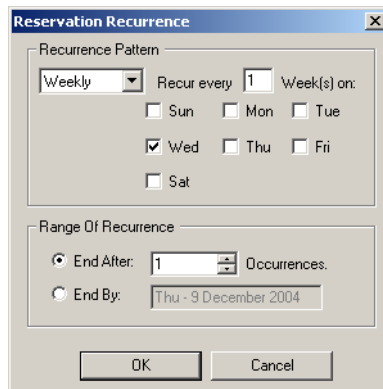 Reservation Recurrence
Recurrence Pattern
Weekly Recur every 1 Week(s) on:
Sun Mon Tue
Wed Thu Fri
Sat
Range Of Recurrence
End After: 1 Occurrences.
End By: Thu - 9 December 2004
OK Cancel